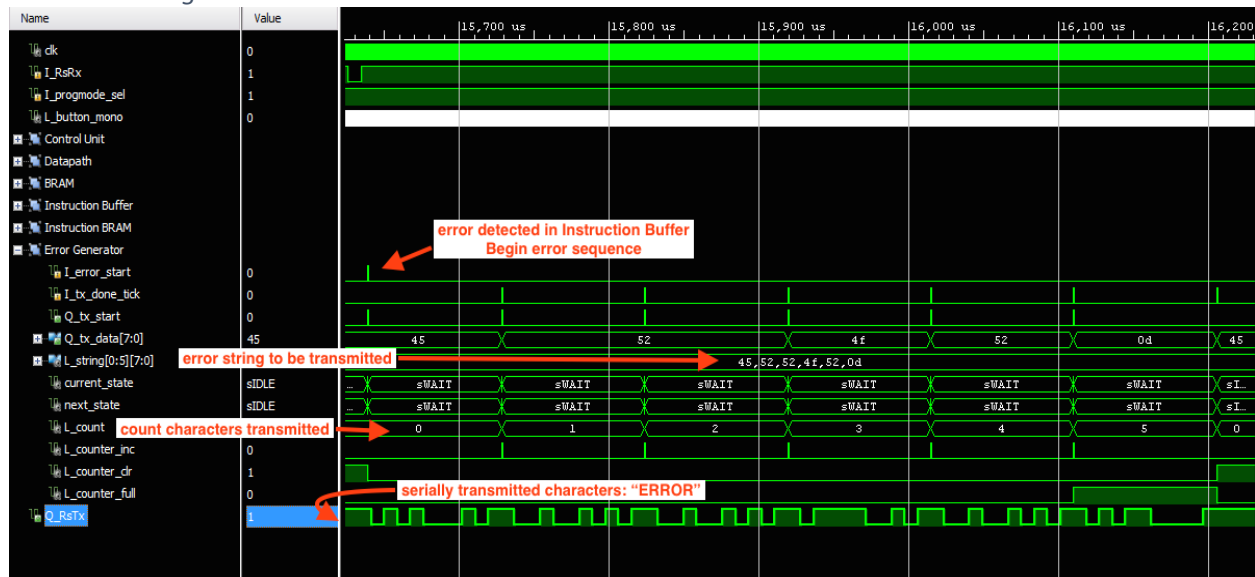 Name Value
15,700 us 15,800 us 15,900 us 16,000 us 16,100 us 16,200
clk 0
I_RsRx 1
I_progmode_sel 1
L_button_mono 0
Control Unit
Datapath
BRAM
Instruction Buffer
Instruction BRAM
error detected in Instruction Buffer
Begin error sequence
Error Generator
I_error_start 0
I_tx_done_tick 0
Q_tx_start 0
Q_tx_data[7:0] 45 45 52 4f 52 0d 45
L_string[0:5][7:0] error string to be transmitted 45,52,52,4f,52,0d
current_state sIDLE ... sWAIT sWAIT sWAIT sWAIT sWAIT sWAIT sI...
next_state sIDLE ... sWAIT sWAIT sWAIT sWAIT sWAIT sWAIT sI...
L_count count characters transmitted 0 1 2 3 4 5 0
L_counter_inc 0
L_counter_clr 1
L_counter_full 0 serially transmitted characters: “ERROR”
Q_RsTx 1